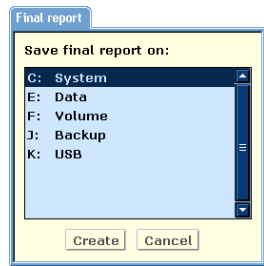 Final report
Save final report on:
C: System
E: Data
F: Volume
J: Backup
K: USB
Create Cancel